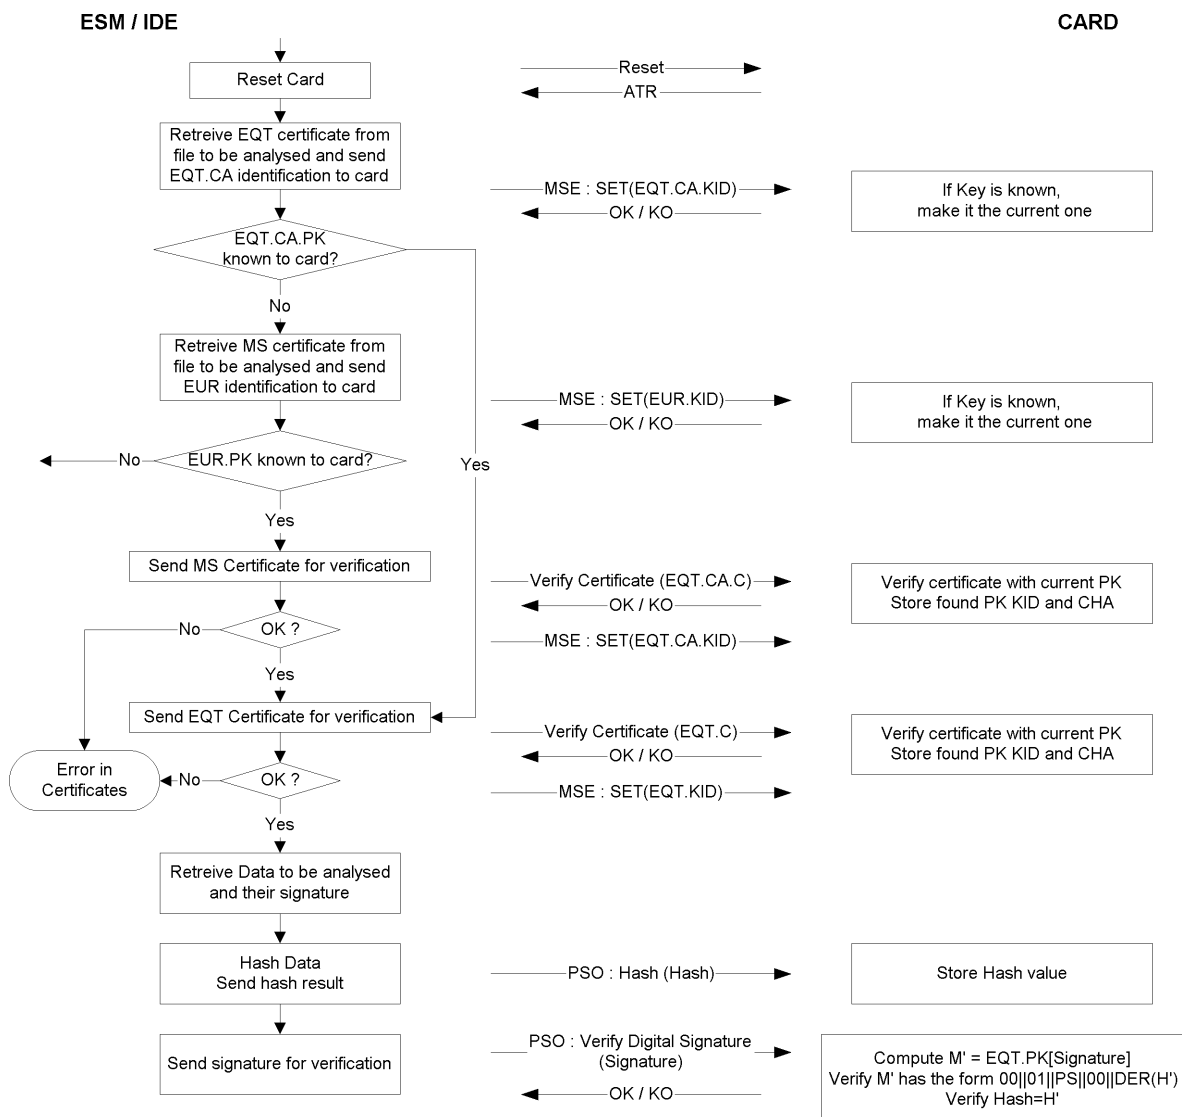 ESM / IDE
CARD
Reset Card
Reset
ATR
Retreive EQT certificate from
file to be analysed and send
EQT.CA identification to card
MSE : SET(EQT.CA.KID)
OK / KO
If Key is known,
make it the current one
EQT.CA.PK
known to card?
No
Retreive MS certificate from
file to be analysed and send
EUR identification to card
MSE : SET(EUR.KID)
OK / KO
If Key is known,
make it the current one
No
EUR.PK known to card?
Yes
Yes
Send MS Certificate for verification
Verify Certificate (EQT.CA.C)
OK / KO
Verify certificate with current PK
Store found PK KID and CHA
No
OK ?
MSE : SET(EQT.CA.KID)
Yes
Send EQT Certificate for verification
Verify Certificate (EQT.C)
OK / KO
Verify certificate with current PK
Store found PK KID and CHA
Error in
Certificates
No
OK ?
MSE : SET(EQT.KID)
Yes
Retreive Data to be analysed
and their signature
Hash Data
Send hash result
PSO : Hash (Hash)
Store Hash value
Send signature for verification
PSO : Verify Digital Signature
(Signature)
OK / KO
Compute M' = EQT.PK[Signature]
Verify M' has the form 00||01||PS||00||DER(H')
Verify Hash=H'